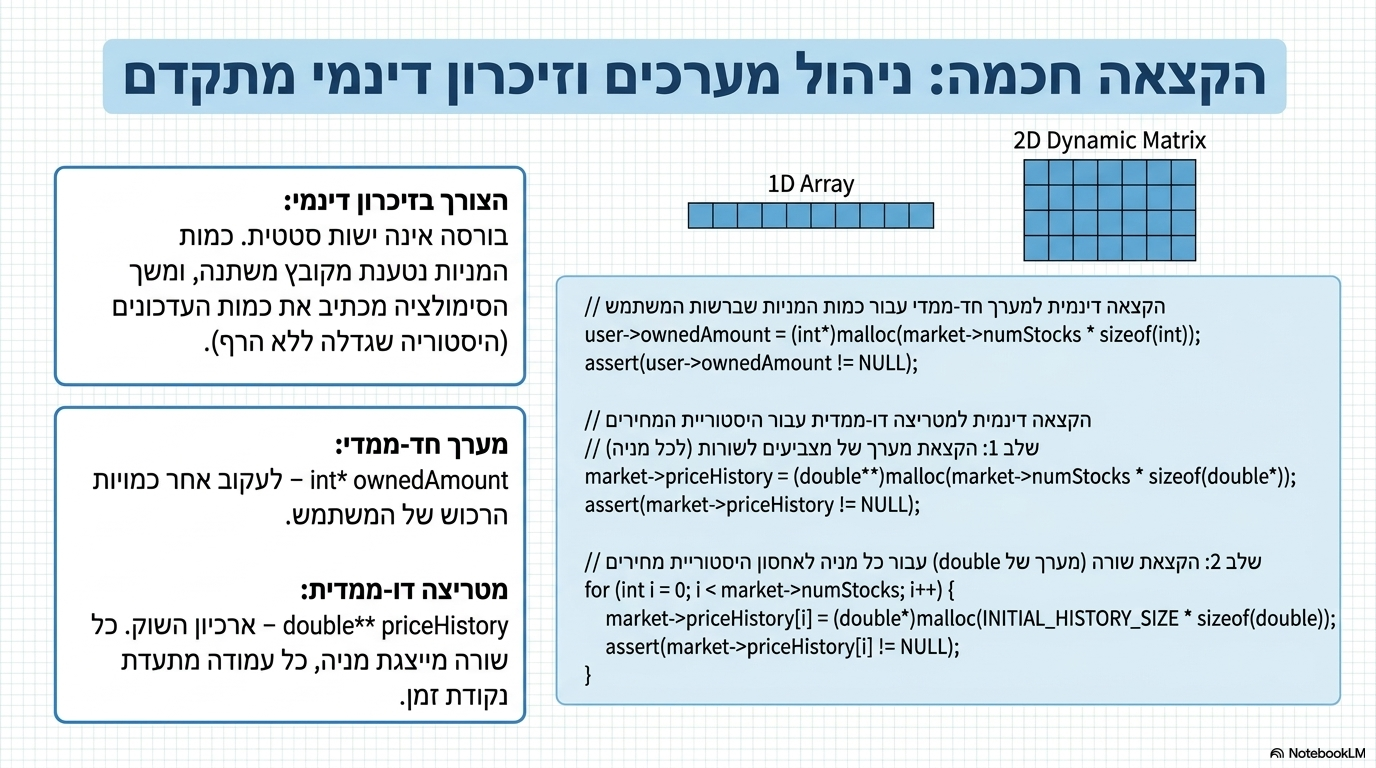 הקצאה חכמה: ניהול מערכים וזיכרון דינמי מתקדם
הצורך בזיכרון דינמי:
בורסה אינה ישות סטטית. כמות
המניות נטענת מקובץ משתנה, ומשך
הסימולציה מכתיב את כמות העדכונים
(היסטוריה שגדלה ללא הרף).
מערך חד-ממדי:
int* ownedAmount – לעקוב אחר כמויות
הרכוש של המשתמש.
מטריצה דו-ממדית:
double** priceHistory – ארכיון השוק. כל
שורה מייצגת מניה, כל עמודה מתעדת
נקודת זמן.
1D Array
2D Dynamic Matrix
// הקצאה דינמית למערך חד-ממדי עבור כמות המניות שברשות המשתמש
user->ownedAmount = (int*)malloc(market->numStocks * sizeof(int));
assert(user->ownedAmount != NULL);
// הקצאה דינמית למטריצה דו-ממדית עבור היסטוריית המחירים
// שלב 1: הקצאת מערך של מצביעים לשורות (לכל מניה)
market->priceHistory = (double**)malloc(market->numStocks * sizeof(double*));
assert(market->priceHistory != NULL);
// שלב 2: הקצאת שורה (מערך של double) עבור כל מניה לאחסון היסטוריית מחירים
for (int i = 0; i < market->numStocks; i++) {
market->priceHistory[i] = (double*)malloc(INITIAL_HISTORY_SIZE * sizeof(double));
assert(market->priceHistory[i] != NULL);
}
NotebookLM